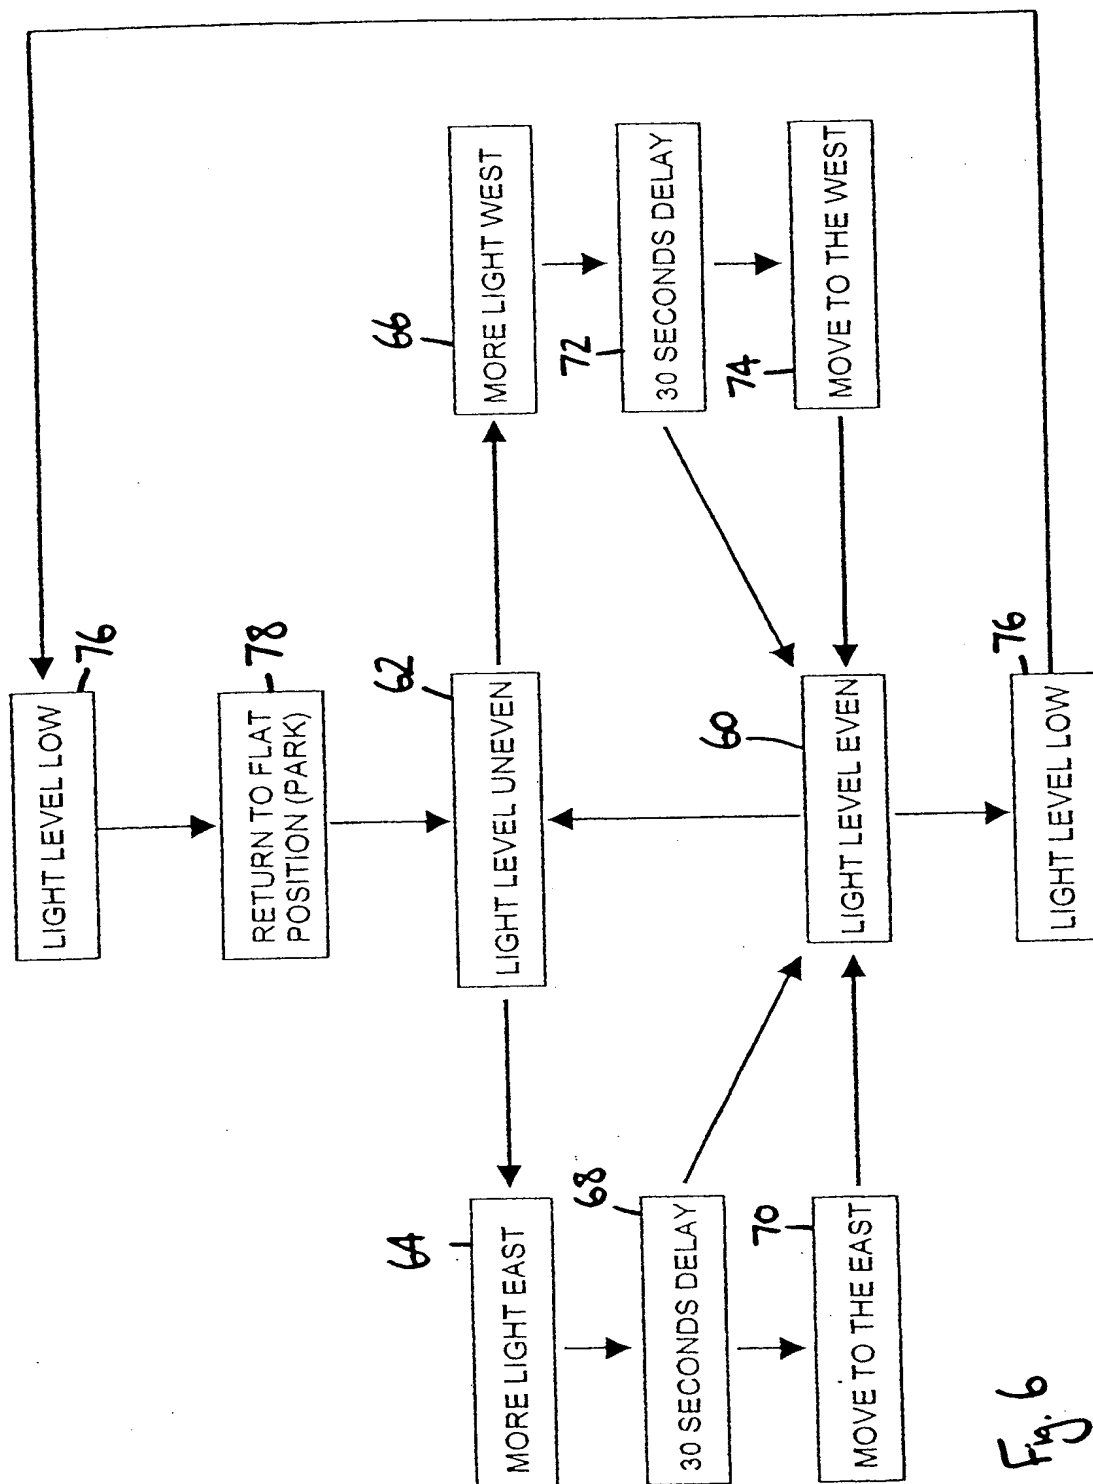 LIGHT LEVEL LOW
76
RETURN TO FLAT
POSITION (PARK)
78
LIGHT LEVEL UNEVEN
62
MORE LIGHT EAST
64
MORE LIGHT WEST
66
30 SECONDS DELAY
68
30 SECONDS DELAY
72
MOVE TO THE EAST
70
LIGHT LEVEL EVEN
60
MOVE TO THE WEST
74
LIGHT LEVEL LOW
76
Fig. 6